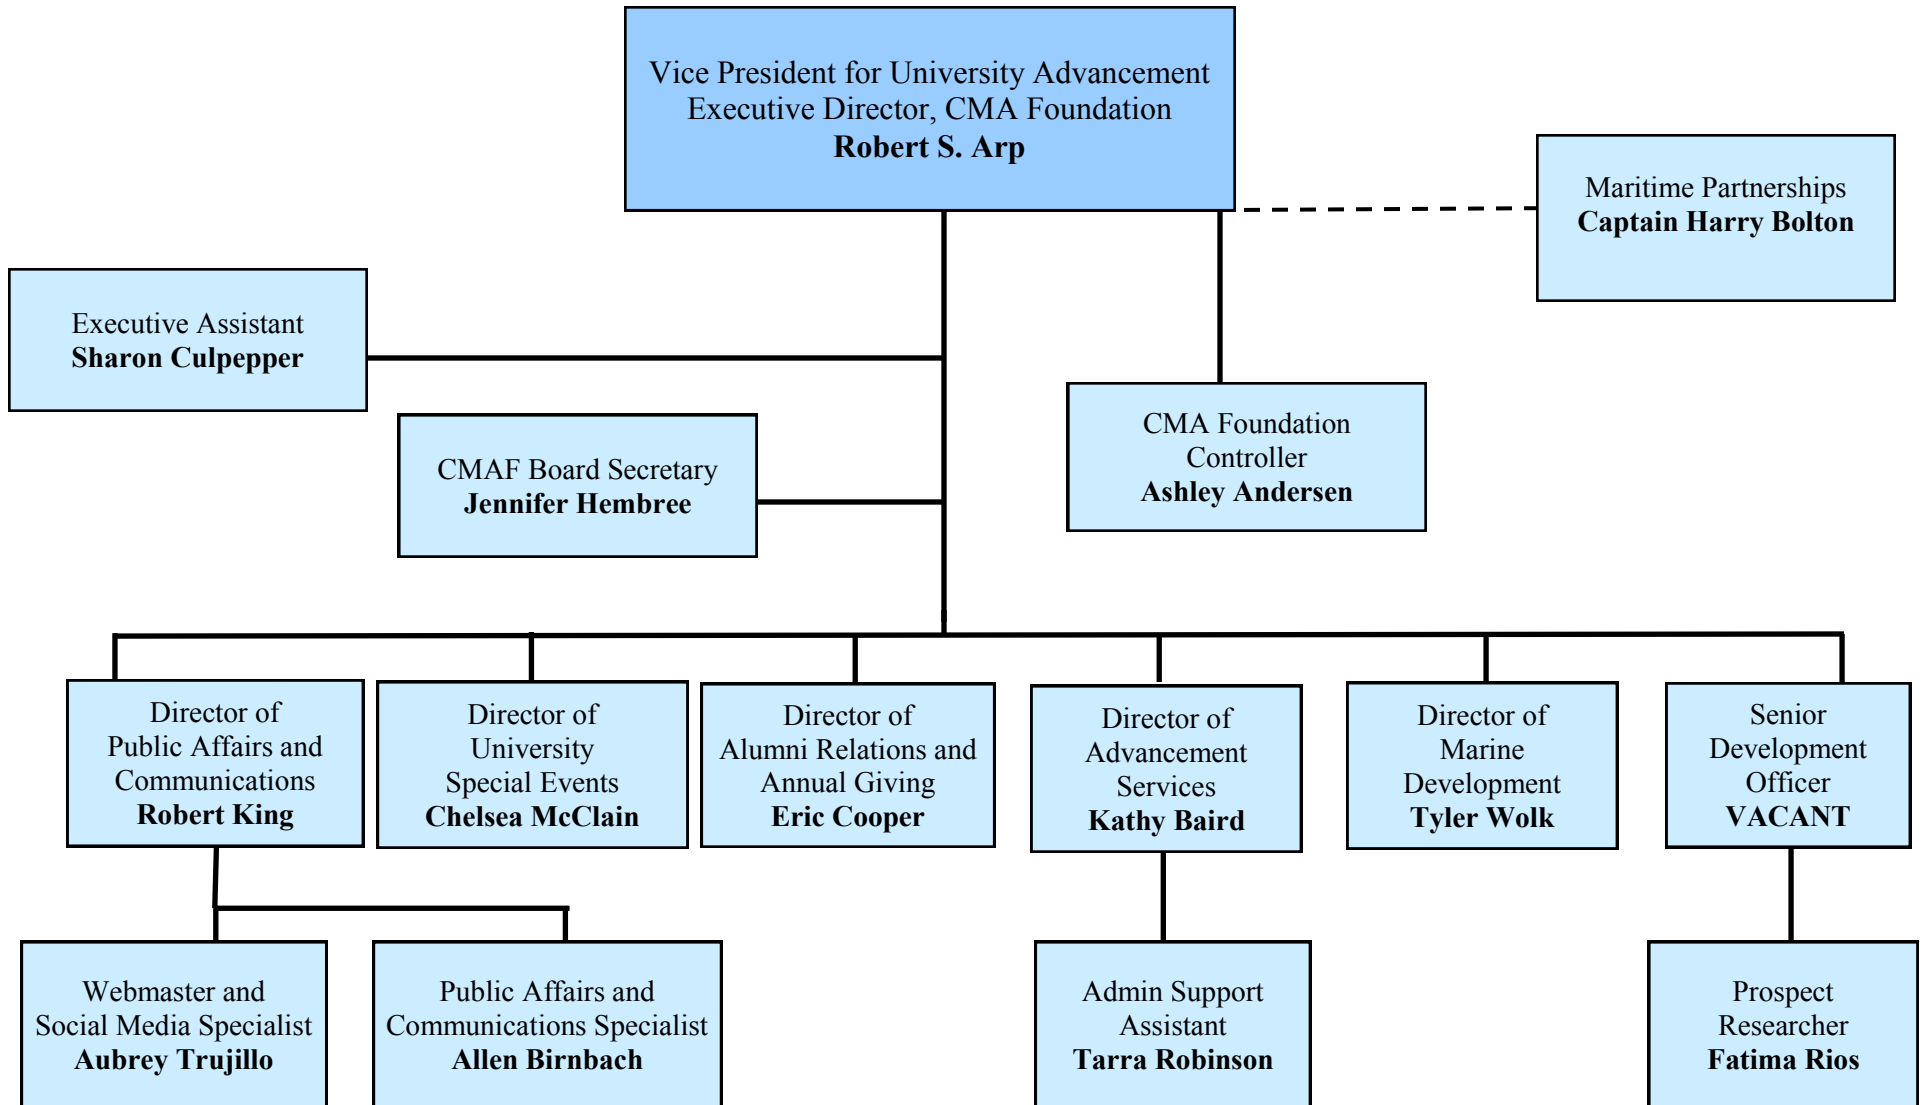 Vice President for University Advancement
Executive Director, CMA Foundation
Robert S. Arp
Maritime Partnerships
Captain Harry Bolton
Executive Assistant
Sharon Culpepper
CMA Foundation
Controller
Ashley Andersen
CMAF Board Secretary
Jennifer Hembree
Director of
Public Affairs and
Communications
Robert King
Director of
University
Special Events
Chelsea McClain
Director of
Alumni Relations and
Annual Giving
Eric Cooper
Director of
Advancement
Services
Kathy Baird
Director of
Marine
Development
Tyler Wolk
Senior
Development
Officer
VACANT
Webmaster and
Social Media Specialist
Aubrey Trujillo
Public Affairs and
Communications Specialist
Allen Birnbach
Admin Support
Assistant
Tarra Robinson
Prospect
Researcher
Fatima Rios